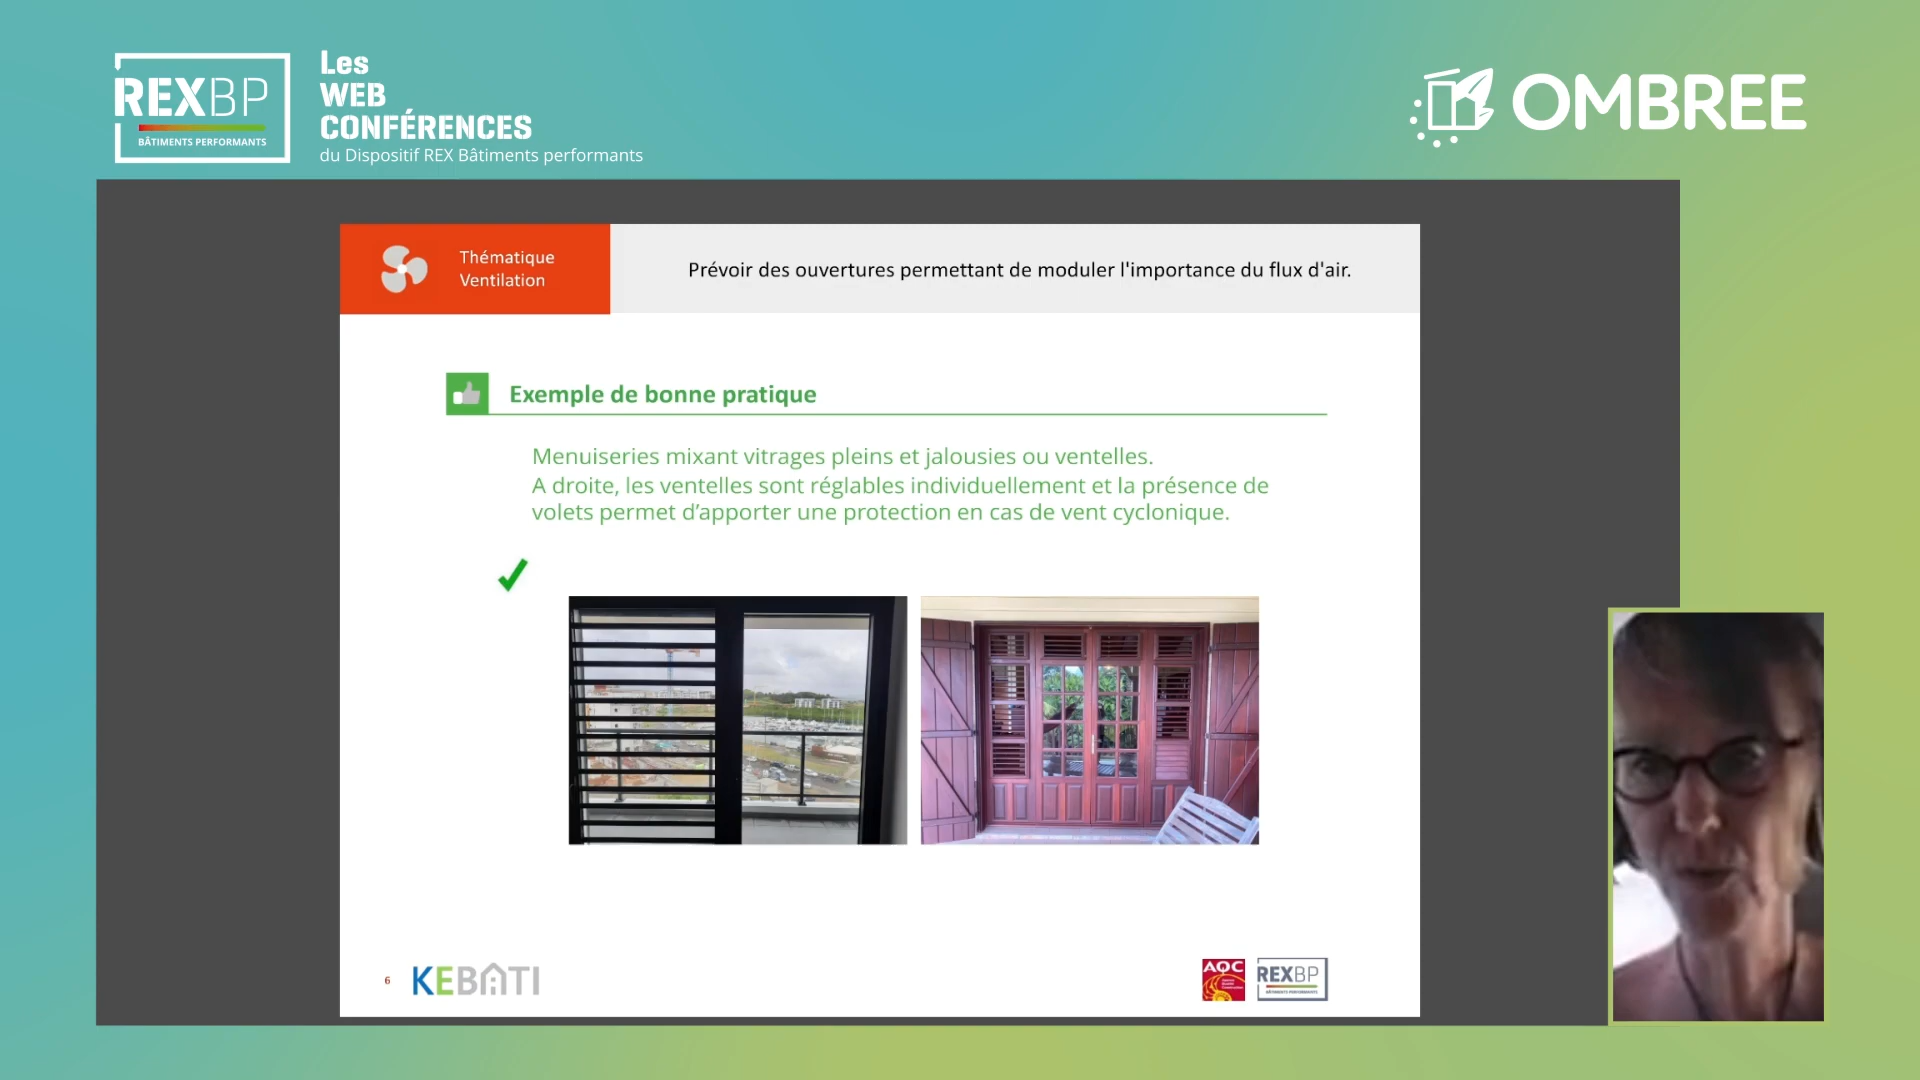 REXBP
BÂTIMENTS PERFORMANTS
Les
WEB
CONFÉRENCES
du Dispositif REX Bâtiments performants
OMBREE
Thématique
Ventilation
Prévoir des ouvertures permettant de moduler l'importance du flux d'air.
Exemple de bonne pratique
Menuiseries mixant vitrages pleins et jalousies ou ventelles.
A droite, les ventelles sont réglables individuellement et la présence de
volets permet d’apporter une protection en cas de vent cyclonique.
6
KEBATI
AQC
REXBP
BÂTIMENTS PERFORMANTS